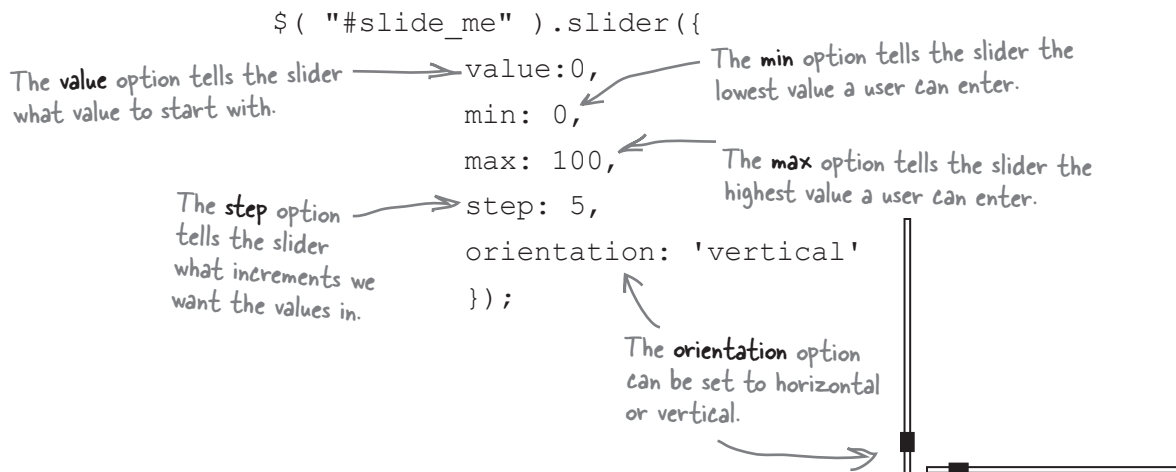 $( "#slide_me" ).slider({
The value option tells the slider
what value to start with.
value:0,
The min option tells the slider the
lowest value a user can enter.
min: 0,
max: 100,
The max option tells the slider the
highest value a user can enter.
The step option
tells the slider
what increments we
want the values in.
step: 5,
orientation: 'vertical'
});
The orientation option
can be set to horizontal
or vertical.